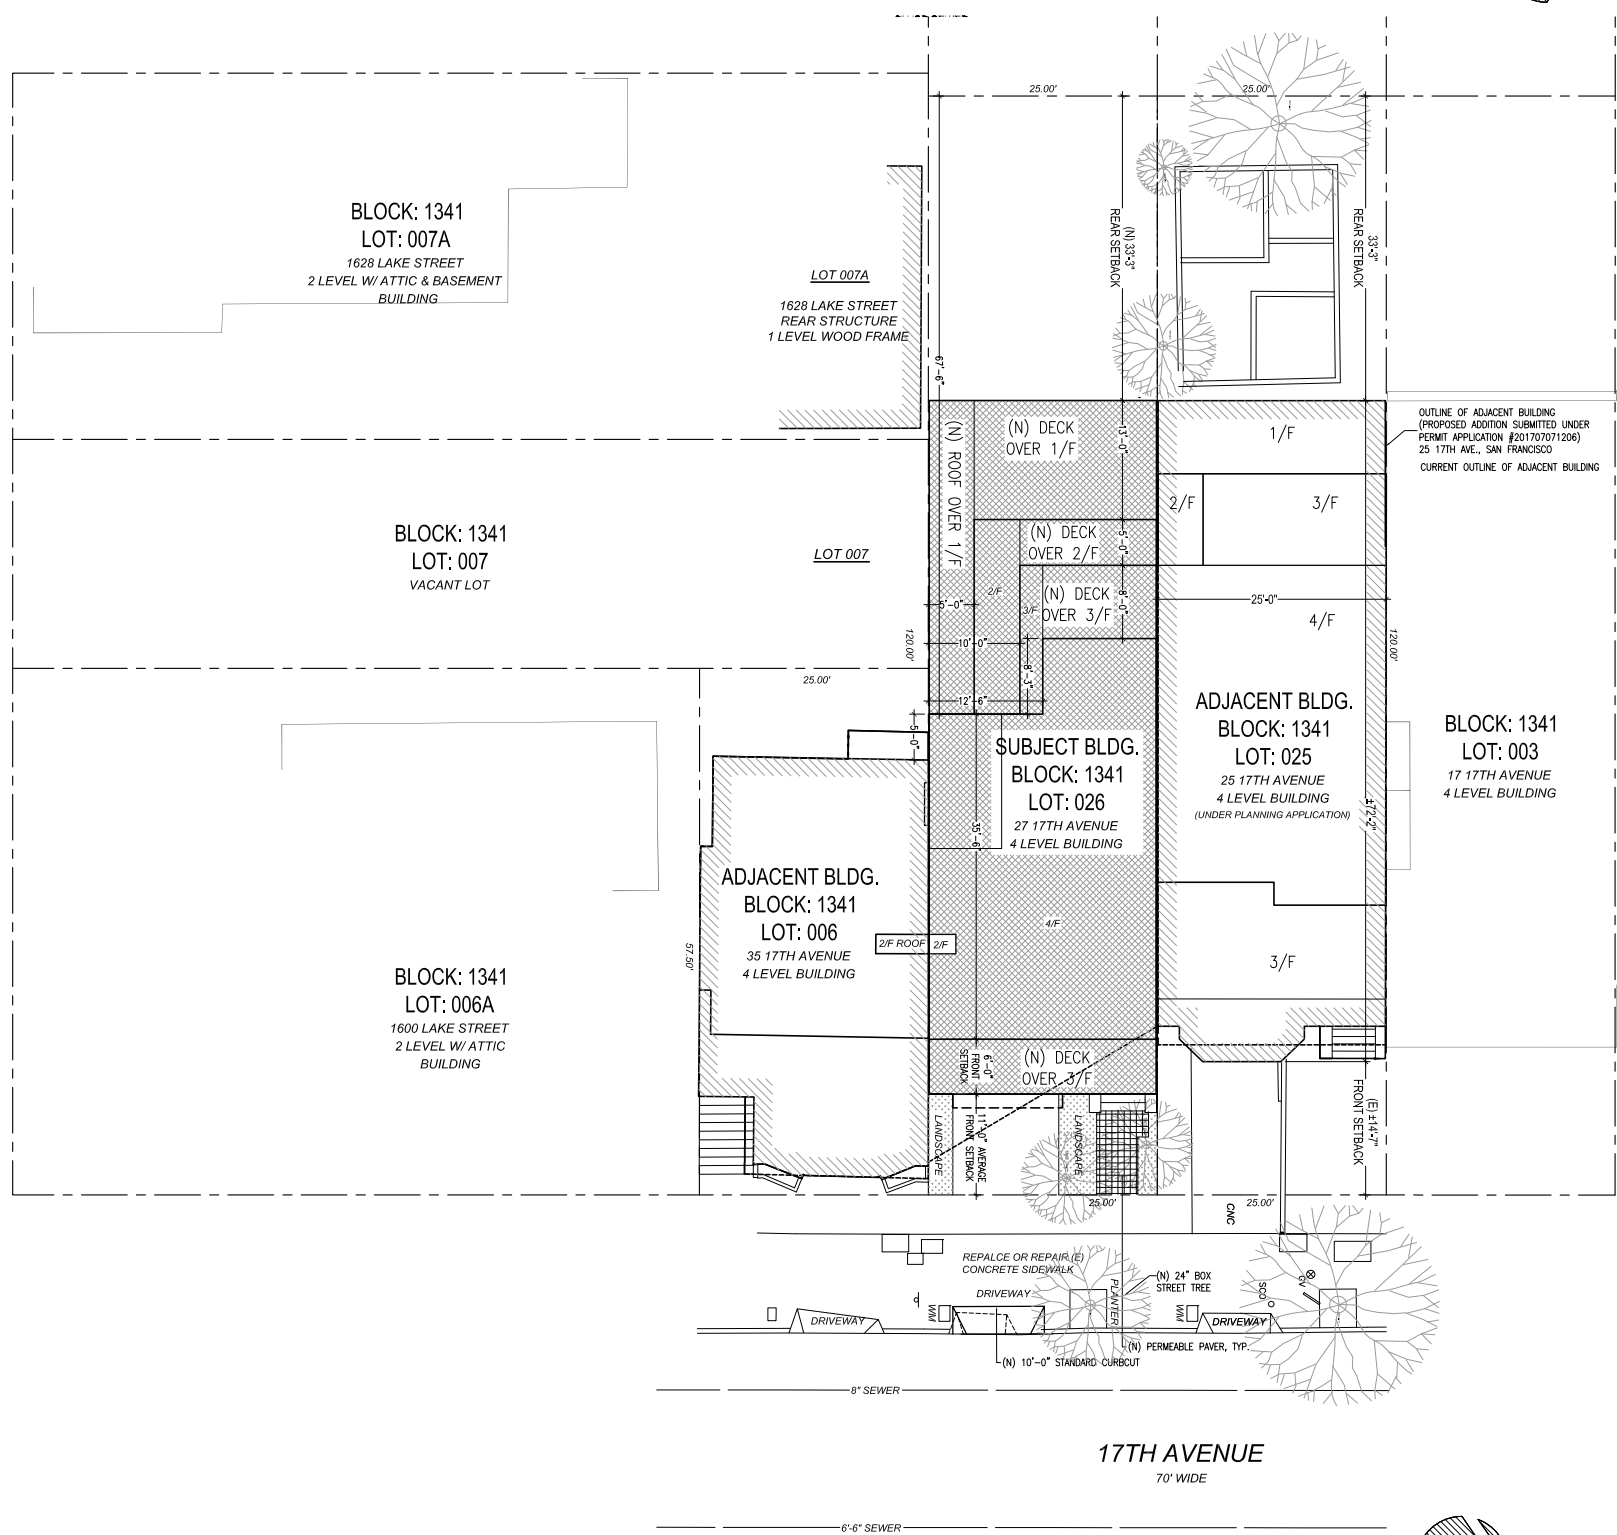 25.00'
25.00'
BLOCK: 1341
LOT: 007A
1628 LAKE STREET
2 LEVEL W/ ATTIC & BASEMENT
BUILDING
LOT 007A
1628 LAKE STREET
REAR STRUCTURE
1 LEVEL WOOD FRAME
(N) 33'-3"
REAR SETBACK
33'-3"
REAR SETBACK
67'-6"
OUTLINE OF ADJACENT BUILDING
(PROPOSED ADDITION SUBMITTED UNDER
PERMIT APPLICATION #201707071206)
25 17TH AVE., SAN FRANCISCO
CURRENT OUTLINE OF ADJACENT BUILDING
(N) ROOF OVER 1/F
(N) DECK
OVER 1/F
13'-0"
1/F
2/F
3/F
BLOCK: 1341
LOT: 007
VACANT LOT
LOT 007
(N) DECK
OVER 2/F
5'-0"
2/F
3/F
(N) DECK
OVER 3/F
8'-0"
5'-0"
25'-0"
4/F
120.00'
10'-0"
120.00'
8'-3"
25.00'
12'-6"
5'-0"
ADJACENT BLDG.
BLOCK: 1341
LOT: 025
25 17TH AVENUE
4 LEVEL BUILDING
(UNDER PLANNING APPLICATION)
SUBJECT BLDG.
BLOCK: 1341
LOT: 026
27 17TH AVENUE
4 LEVEL BUILDING
BLOCK: 1341
LOT: 003
17 17TH AVENUE
4 LEVEL BUILDING
±72'-2"
35'-6"
ADJACENT BLDG.
BLOCK: 1341
LOT: 006
35 17TH AVENUE
4 LEVEL BUILDING
4/F
2/F ROOF
2/F
57.50'
3/F
BLOCK: 1341
LOT: 006A
1600 LAKE STREET
2 LEVEL W/ ATTIC
BUILDING
6'-0"
FRONT
SETBACK
(N) DECK
OVER 3/F
LANDSCAPE
11'-0" AVERAGE
FRONT SETBACK
LANDSCAPE
(E) ±14'-7"
FRONT SETBACK
25.00'
25.00'
CNC
REPALCE OR REPAIR (E)
CONCRETE SIDEWALK
DRIVEWAY
PLANTER
(N) 24" BOX
STREET TREE
SCO
GV
DRIVEWAY
WM
WM
DRIVEWAY
(N) PERMEABLE PAVER, TYP.
(N) 10'-0" STANDARD CURBCUT
8" SEWER
17TH AVENUE
70' WIDE
6'-6" SEWER